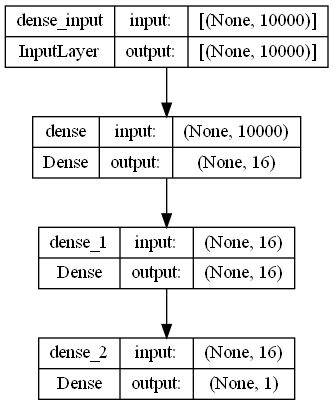 dense_input input: [(None, 10000)]
InputLayer output: [(None, 10000)]
dense input: (None, 10000)
Dense output: (None, 16)
dense_1 input: (None, 16)
Dense output: (None, 16)
dense_2 input: (None, 16)
Dense output: (None, 1)